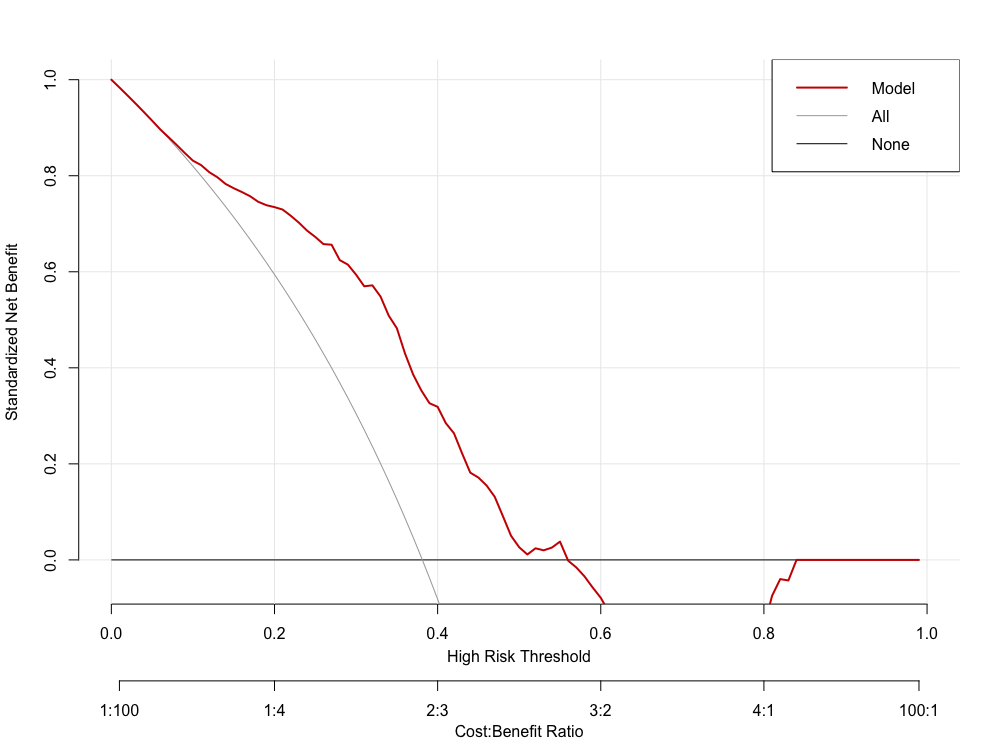 Model
All
None
Standardized Net Benefit
1.0
0.8
0.6
0.4
0.2
0.0
0.0 0.2 0.4 0.6 0.8 1.0
High Risk Threshold
1:100 1:4 2:3 3:2 4:1 100:1
Cost:Benefit Ratio